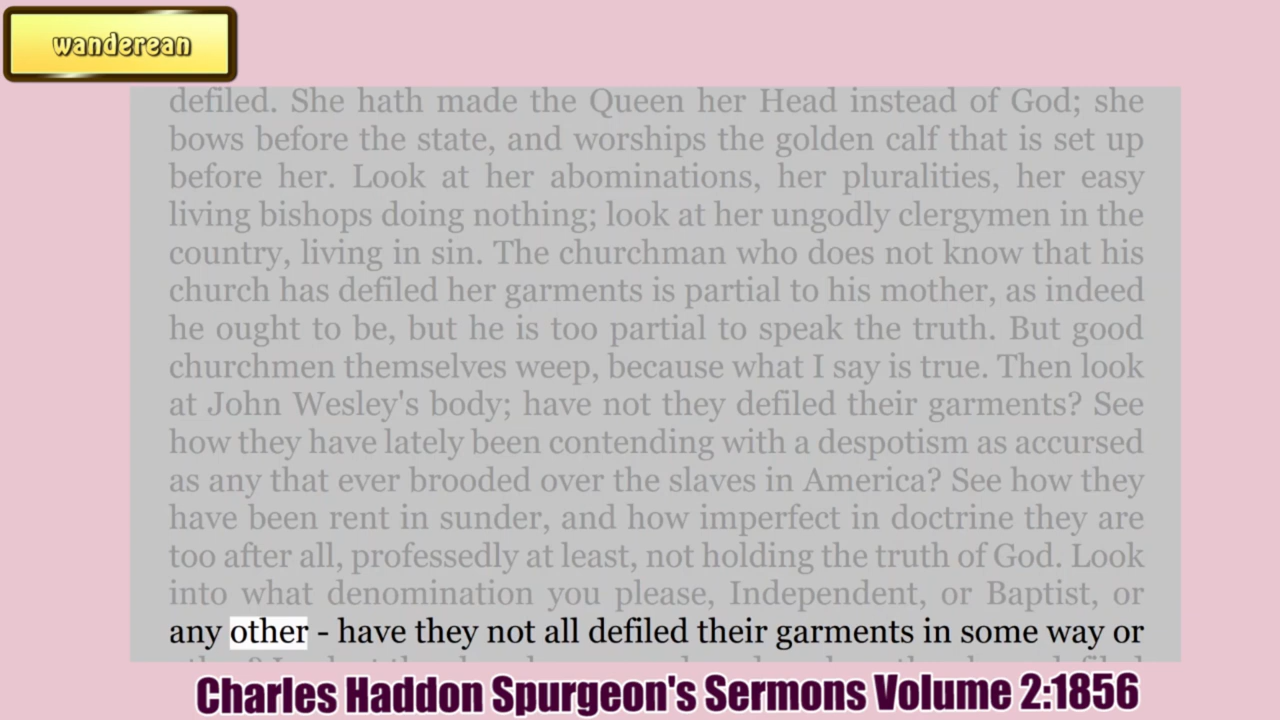 wanderean
defiled. She hath made the Queen her Head instead of God; she
bows before the state, and worships the golden calf that is set up
before her. Look at her abominations, her pluralities, her easy
living bishops doing nothing; look at her ungodly clergymen in the
country, living in sin. The churchman who does not know that his
church has defiled her garments is partial to his mother, as indeed
he ought to be, but he is too partial to speak the truth. But good
churchmen themselves weep, because what I say is true. Then look
at John Wesley's body; have not they defiled their garments? See
how they have lately been contending with a despotism as accursed
as any that ever brooded over the slaves in America? See how they
have been rent in sunder, and how imperfect in doctrine they are
too after all, professedly at least, not holding the truth of God. Look
into what denomination you please, Independent, or Baptist, or
any other - have they not all defiled their garments in some way or
Charles Haddon Spurgeon's Sermons Volume 2:1856